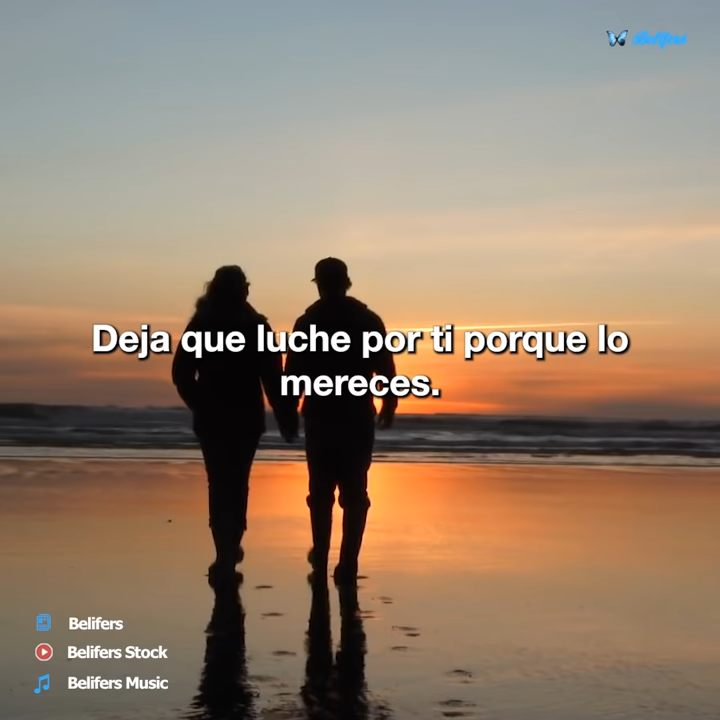 Belifers
Deja que luche por ti porque lo
mereces.
Belifers
Belifers Stock
Belifers Music